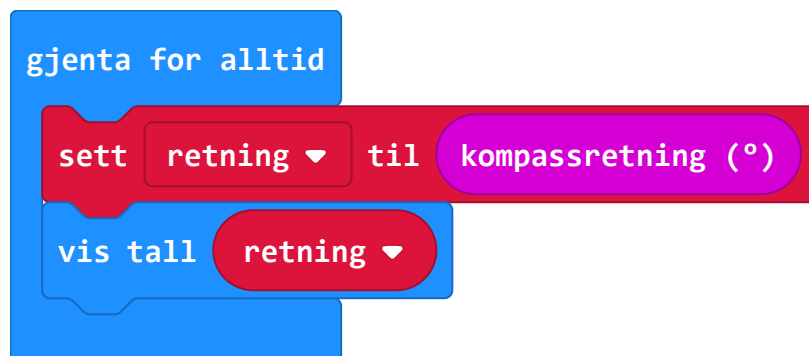 gjenta for alltid
sett retning til kompassretning (°)
vis tall retning